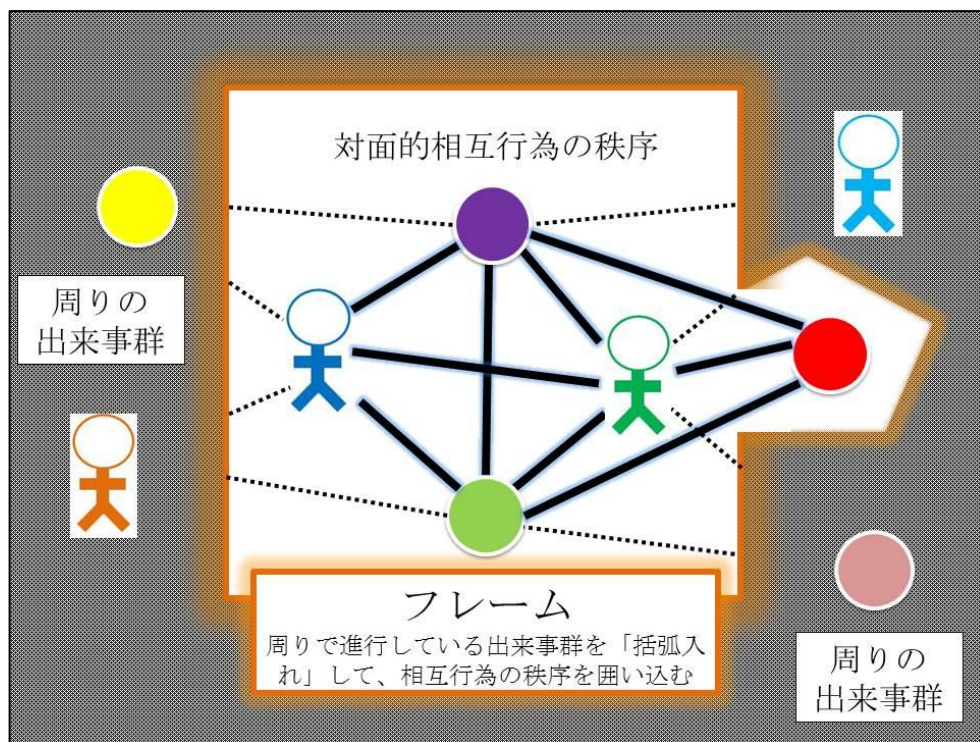 対面的相互行為の秩序
周りの
出来事群
フレーム
周りで進行している出来事群を「括弧入
れ」して、相互行為の秩序を囲い込む
周りの
出来事群